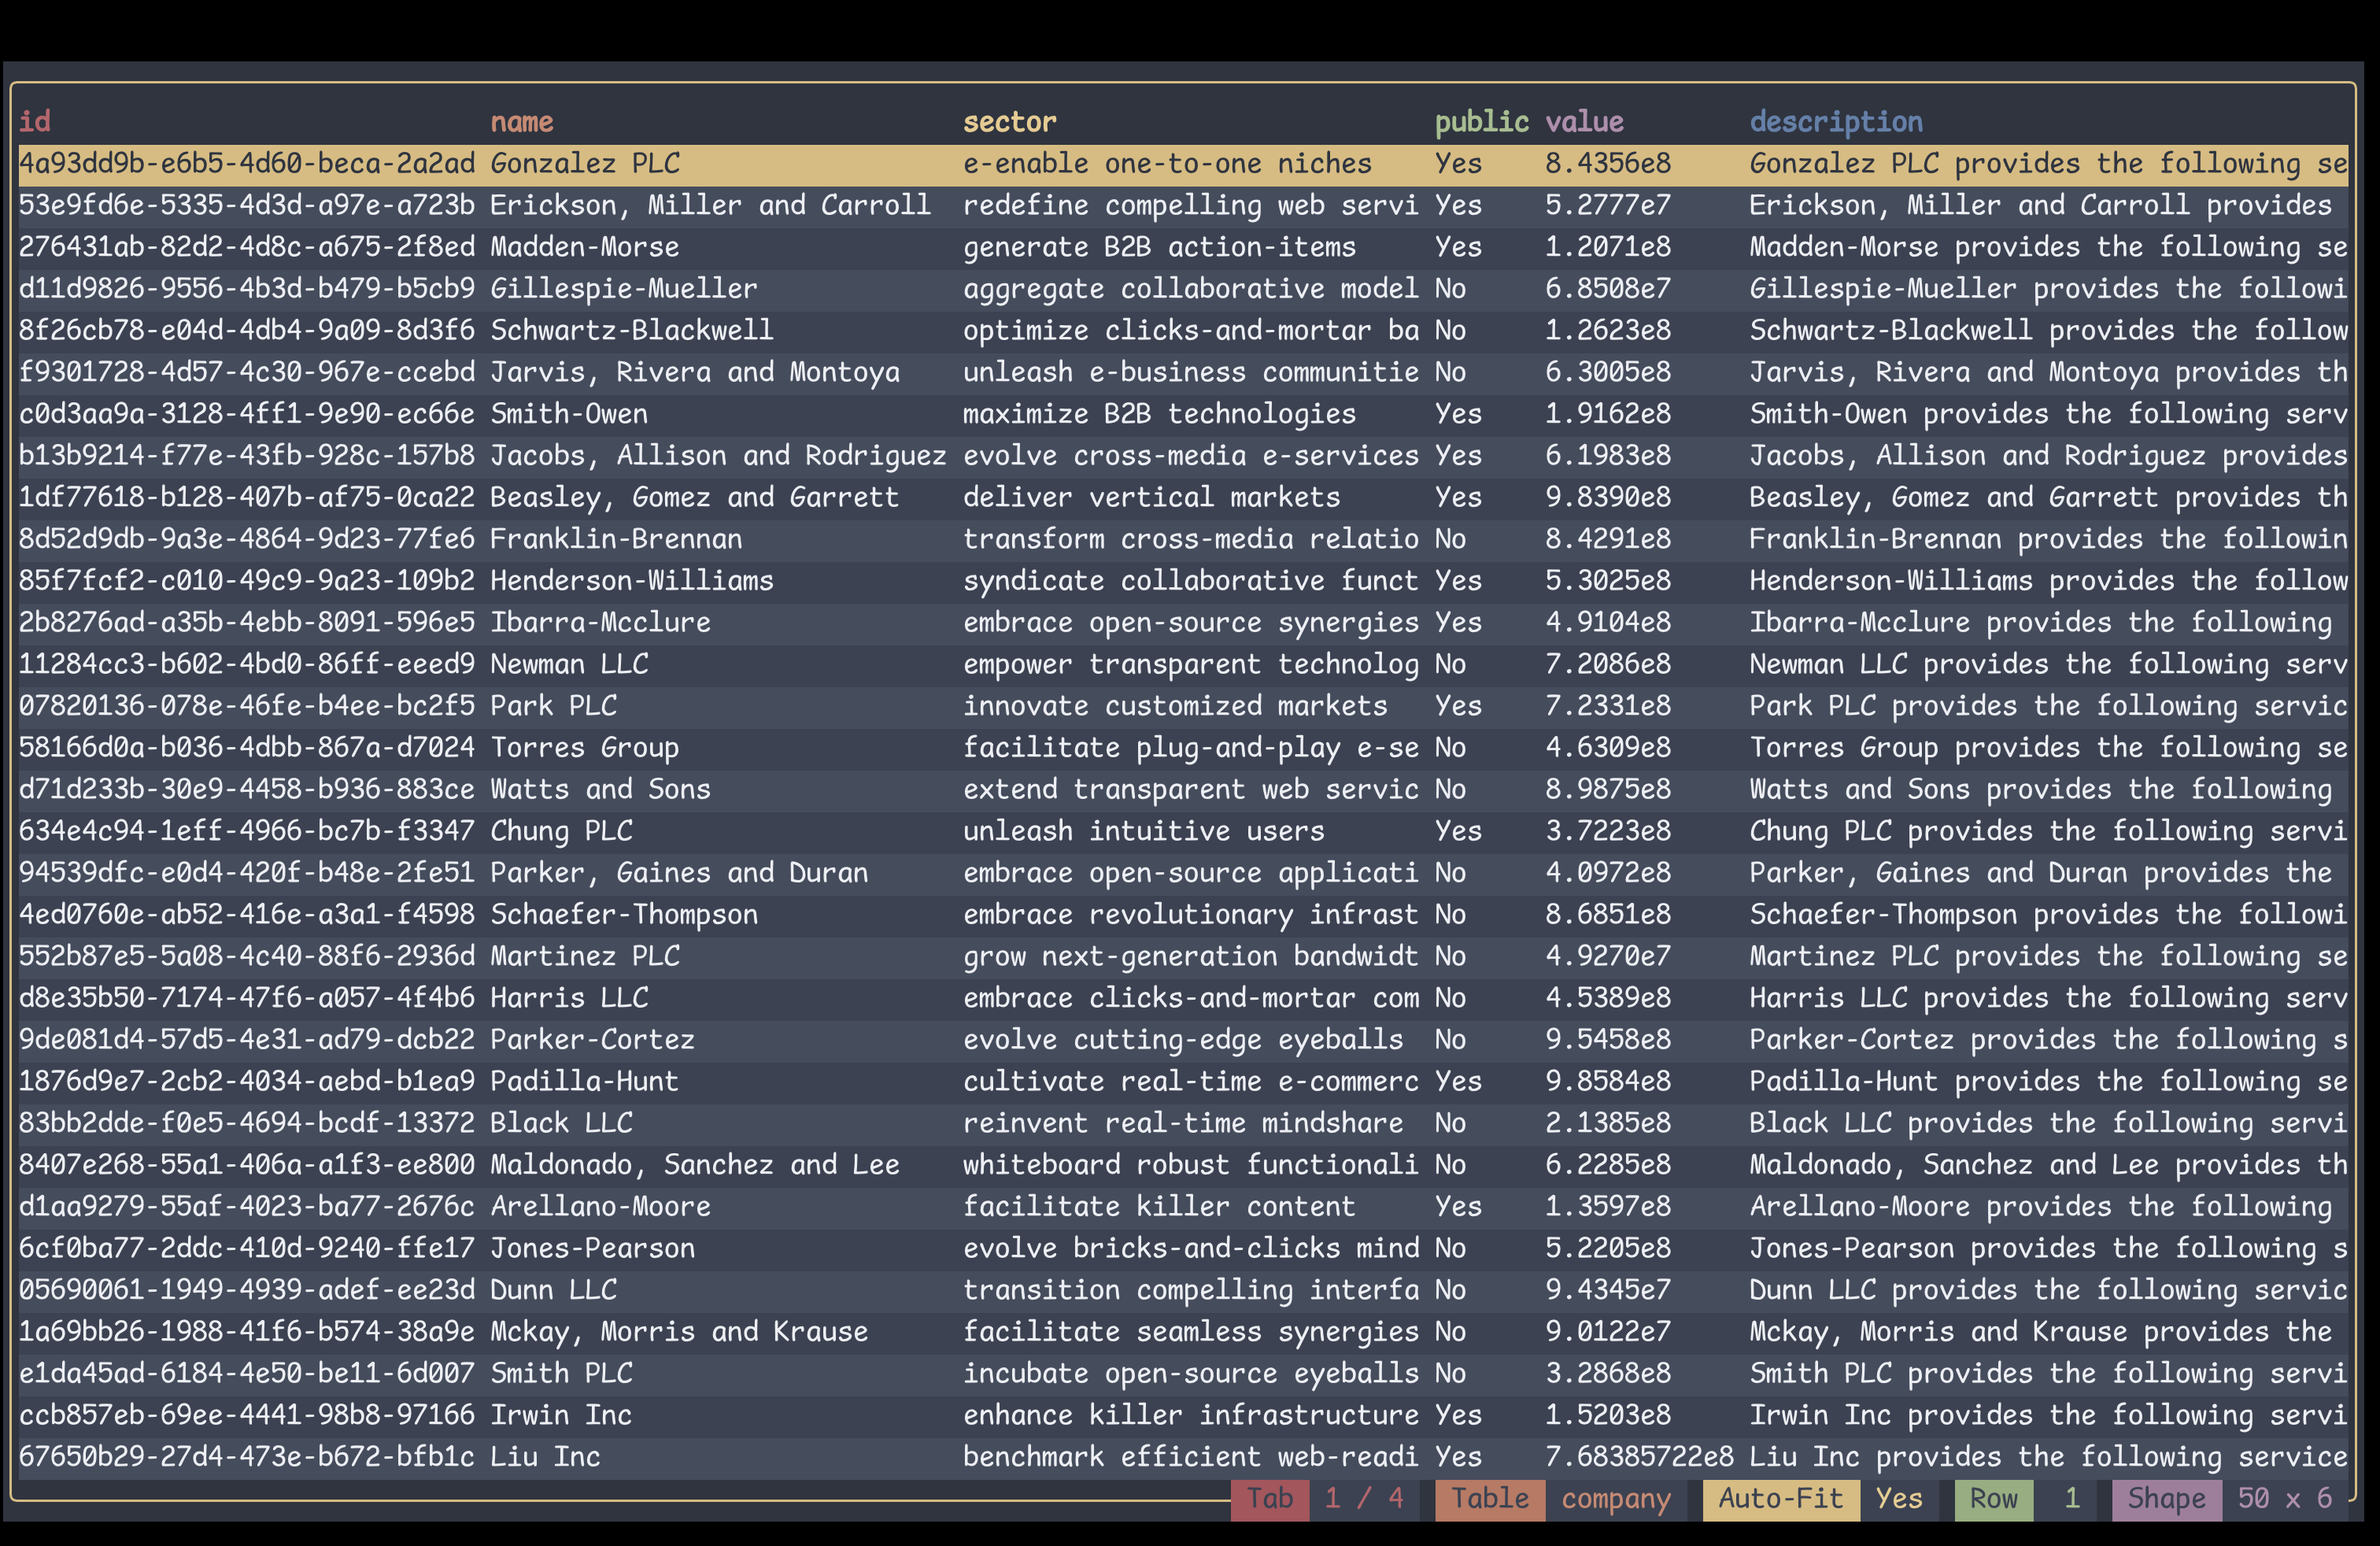 id name sector public value description
4a93dd9b-e6b5-4d60-beca-2a2ad Gonzalez PLC e-enable one-to-one niches Yes 8.4356e8 Gonzalez PLC provides the following se
53e9fd6e-5335-4d3d-a97e-a723b Erickson, Miller and Carroll redefine compelling web servi Yes 5.2777e7 Erickson, Miller and Carroll provides
276431ab-82d2-4d8c-a675-2f8ed Madden-Morse generate B2B action-items Yes 1.2071e8 Madden-Morse provides the following se
d11d9826-9556-4b3d-b479-b5cb9 Gillespie-Mueller aggregate collaborative model No 6.8508e7 Gillespie-Mueller provides the followi
8f26cb78-e04d-4db4-9a09-8d3f6 Schwartz-Blackwell optimize clicks-and-mortar ba No 1.2623e8 Schwartz-Blackwell provides the follow
f9301728-4d57-4c30-967e-ccebd Jarvis, Rivera and Montoya unleash e-business communitie No 6.3005e8 Jarvis, Rivera and Montoya provides th
c0d3aa9a-3128-4ff1-9e90-ec66e Smith-Owen maximize B2B technologies Yes 1.9162e8 Smith-Owen provides the following serv
b13b9214-f77e-43fb-928c-157b8 Jacobs, Allison and Rodriguez evolve cross-media e-services Yes 6.1983e8 Jacobs, Allison and Rodriguez provides
1df77618-b128-407b-af75-0ca22 Beasley, Gomez and Garrett deliver vertical markets Yes 9.8390e8 Beasley, Gomez and Garrett provides th
8d52d9db-9a3e-4864-9d23-77fe6 Franklin-Brennan transform cross-media relatio No 8.4291e8 Franklin-Brennan provides the followin
85f7fcf2-c010-49c9-9a23-109b2 Henderson-Williams syndicate collaborative funct Yes 5.3025e8 Henderson-Williams provides the follow
2b8276ad-a35b-4ebb-8091-596e5 Ibarra-Mcclure embrace open-source synergies Yes 4.9104e8 Ibarra-Mcclure provides the following
11284cc3-b602-4bd0-86ff-eeed9 Newman LLC empower transparent technolog No 7.2086e8 Newman LLC provides the following serv
07820136-078e-46fe-b4ee-bc2f5 Park PLC innovate customized markets Yes 7.2331e8 Park PLC provides the following servic
58166d0a-b036-4dbb-867a-d7024 Torres Group facilitate plug-and-play e-se No 4.6309e8 Torres Group provides the following se
d71d233b-30e9-4458-b936-883ce Watts and Sons extend transparent web servic No 8.9875e8 Watts and Sons provides the following
634e4c94-1eff-4966-bc7b-f3347 Chung PLC unleash intuitive users Yes 3.7223e8 Chung PLC provides the following servi
94539dfc-e0d4-420f-b48e-2fe51 Parker, Gaines and Duran embrace open-source applicati No 4.0972e8 Parker, Gaines and Duran provides the
4ed0760e-ab52-416e-a3a1-f4598 Schaefer-Thompson embrace revolutionary infrast No 8.6851e8 Schaefer-Thompson provides the followi
552b87e5-5a08-4c40-88f6-2936d Martinez PLC grow next-generation bandwidt No 4.9270e7 Martinez PLC provides the following se
d8e35b50-7174-47f6-a057-4f4b6 Harris LLC embrace clicks-and-mortar com No 4.5389e8 Harris LLC provides the following serv
9de081d4-57d5-4e31-ad79-dcb22 Parker-Cortez evolve cutting-edge eyeballs No 9.5458e8 Parker-Cortez provides the following s
1876d9e7-2cb2-4034-aebd-b1ea9 Padilla-Hunt cultivate real-time e-commerc Yes 9.8584e8 Padilla-Hunt provides the following se
83bb2dde-f0e5-4694-bcdf-13372 Black LLC reinvent real-time mindshare No 2.1385e8 Black LLC provides the following servi
8407e268-55a1-406a-a1f3-ee800 Maldonado, Sanchez and Lee whiteboard robust functionali No 6.2285e8 Maldonado, Sanchez and Lee provides th
d1aa9279-55af-4023-ba77-2676c Arellano-Moore facilitate killer content Yes 1.3597e8 Arellano-Moore provides the following
6cf0ba77-2ddc-410d-9240-ffe17 Jones-Pearson evolve bricks-and-clicks mind No 5.2205e8 Jones-Pearson provides the following s
05690061-1949-4939-adef-ee23d Dunn LLC transition compelling interfa No 9.4345e7 Dunn LLC provides the following servic
1a69bb26-1988-41f6-b574-38a9e Mckay, Morris and Krause facilitate seamless synergies No 9.0122e7 Mckay, Morris and Krause provides the
e1da45ad-6184-4e50-be11-6d007 Smith PLC incubate open-source eyeballs No 3.2868e8 Smith PLC provides the following servi
ccb857eb-69ee-4441-98b8-97166 Irwin Inc enhance killer infrastructure Yes 1.5203e8 Irwin Inc provides the following servi
67650b29-27d4-473e-b672-bfb1c Liu Inc benchmark efficient web-readi Yes 7.68385722e8 Liu Inc provides the following service
Tab 1 / 4 Table company Auto-Fit Yes Row 1 Shape 50 x 6